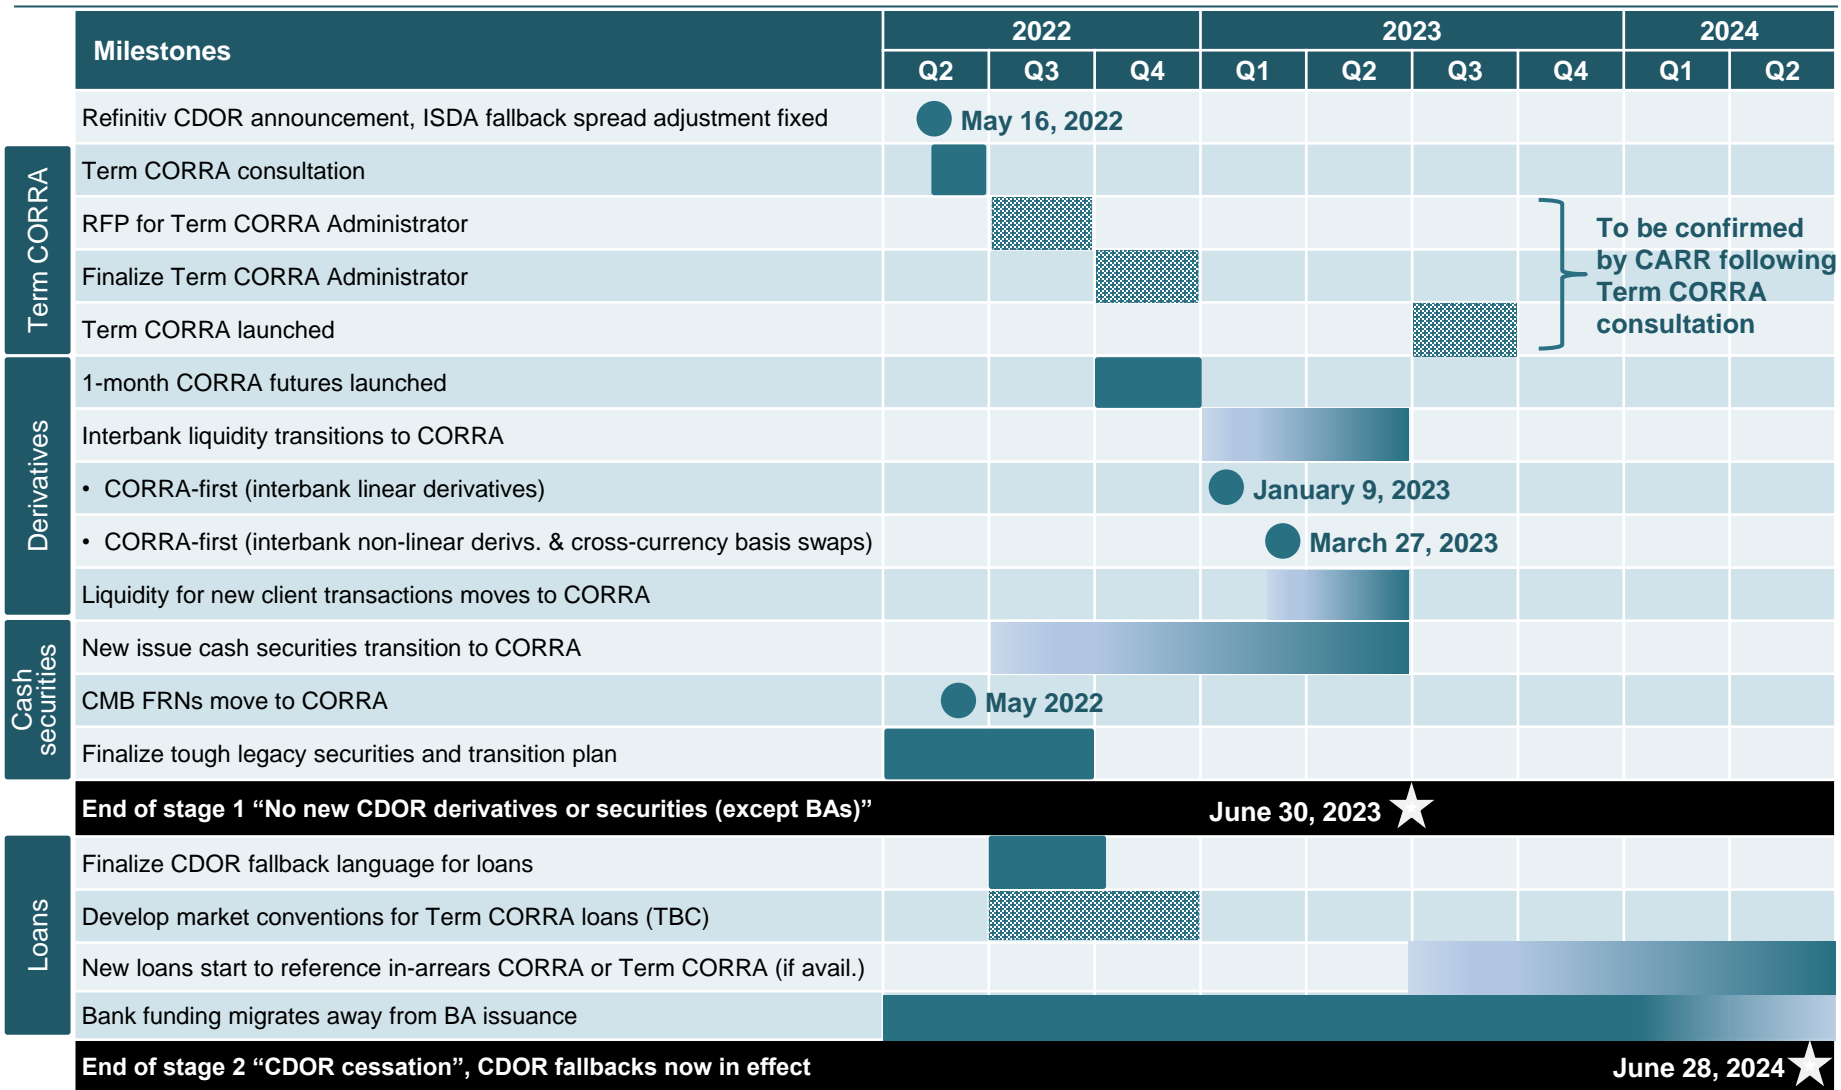 Milestones
2022
2023
2024
Q2
Q3
Q4
Q1
Q2
Q3
Q4
Q1
Q2
Refinitiv CDOR announcement, ISDA fallback spread adjustment fixed
May 16, 2022
Term CORRA
Term CORRA consultation
RFP for Term CORRA Administrator
Finalize Term CORRA Administrator
Term CORRA launched
To be confirmed
by CARR following
Term CORRA
consultation
Derivatives
1-month CORRA futures launched
Interbank liquidity transitions to CORRA
• CORRA-first (interbank linear derivatives)
January 9, 2023
• CORRA-first (interbank non-linear derivs. & cross-currency basis swaps)
March 27, 2023
Liquidity for new client transactions moves to CORRA
Cash
securities
New issue cash securities transition to CORRA
CMB FRNs move to CORRA
May 2022
Finalize tough legacy securities and transition plan
End of stage 1 “No new CDOR derivatives or securities (except BAs)”
June 30, 2023
Loans
Finalize CDOR fallback language for loans
Develop market conventions for Term CORRA loans (TBC)
New loans start to reference in-arrears CORRA or Term CORRA (if avail.)
Bank funding migrates away from BA issuance
End of stage 2 “CDOR cessation”, CDOR fallbacks now in effect
June 28, 2024